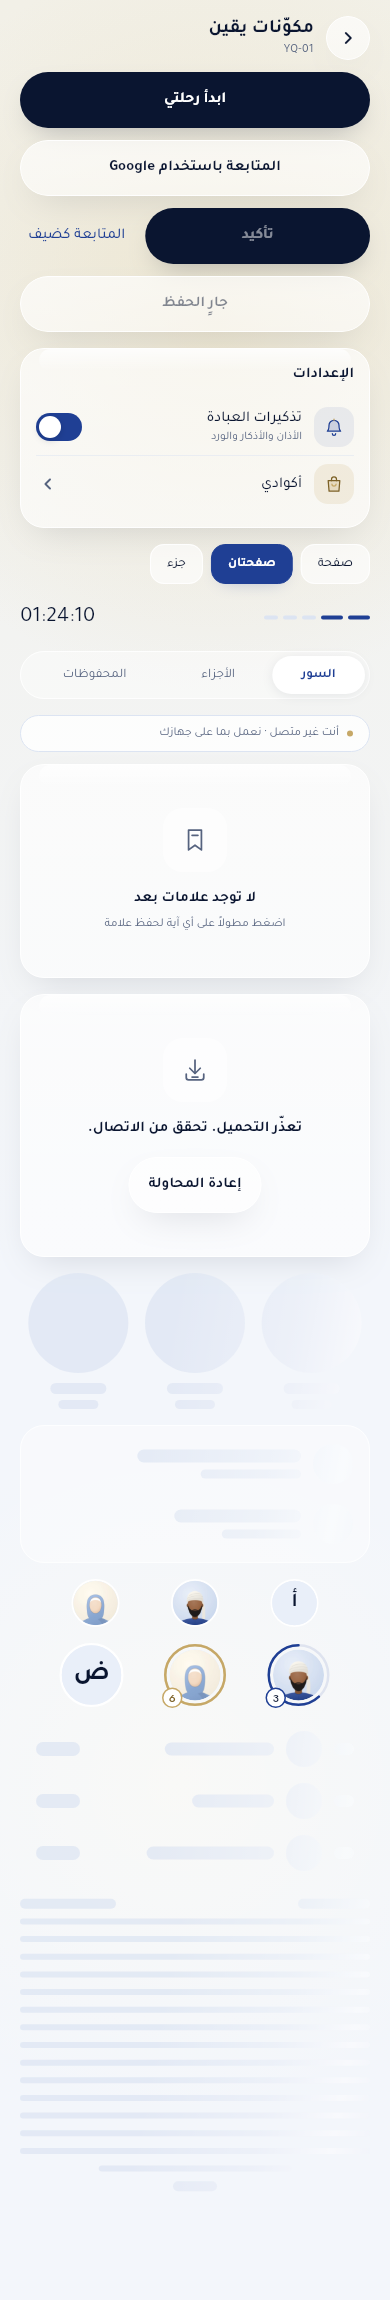 مكوّنات يقين
YQ-01
ابدأ رحلتي
المتابعة باستخدام Google
تأكيد
المتابعة كضيف
جارٍ الحفظ
الإعدادات
تذكيرات العبادة
الأذان والأذكار والورد
أكوادي
صفحة
صفحتان
جزء
01:24:10
السور
الأجزاء
المحفوظات
أنت غير متصل · نعمل بما على جهازك
لا توجد علامات بعد
اضغط مطولاً على أي آية لحفظ علامة
تعذّر التحميل. تحقق من الاتصال.
إعادة المحاولة
أ
3
6
ض